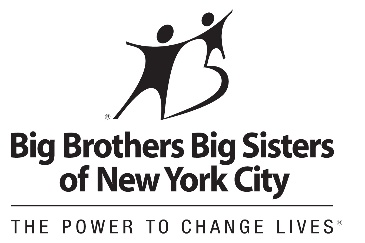 ®
Big Brothers Big Sisters
of New York City
THE POWER TO CHANGE LIVES®